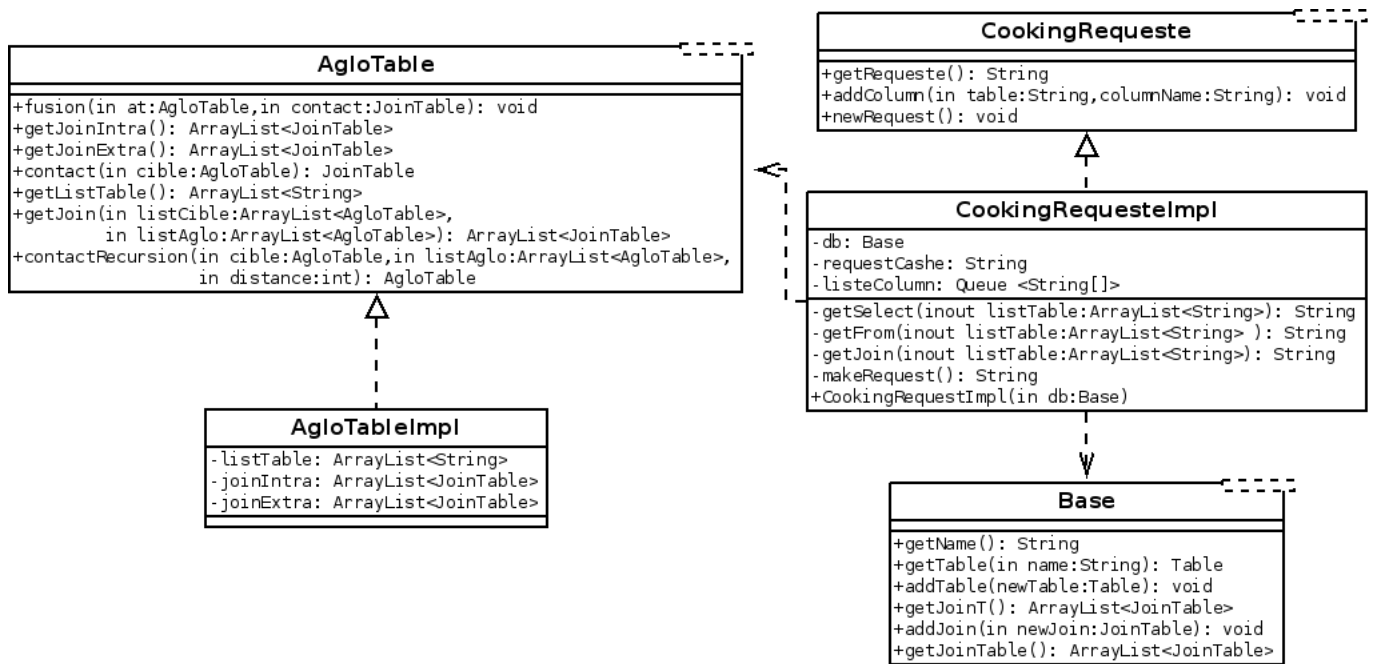 AgloTable
+fusion(in at:AgloTable,in contact:JoinTable): void
+getJoinIntra(): ArrayList<JoinTable>
+getJoinExtra(): ArrayList<JoinTable>
+contact(in cible:AgloTable): JoinTable
+getListTable(): ArrayList<String>
+getJoin(in listCible:ArrayList<AgloTable>,
in listAglo:ArrayList<AgloTable>): ArrayList<JoinTable>
+contactRecursion(in cible:AgloTable,in listAglo:ArrayList<AgloTable>,
in distance:int): AgloTable
AgloTableImpl
-listTable: ArrayList<String>
-joinIntra: ArrayList<JoinTable>
-joinExtra: ArrayList<JoinTable>
CookingRequeste
+getRequeste(): String
+addColumn(in table:String,columnName:String): void
+newRequest(): void
CookingRequesteImpl
-db: Base
-requestCashe: String
-listeColumn: Queue <String[]>
-getSelect(inout listTable:ArrayList<String>): String
-getFrom(inout listTable:ArrayList<String> ): String
-getJoin(inout listTable:ArrayList<String>): String
-makeRequest(): String
+CookingRequestImpl(in db:Base)
Base
+getName(): String
+getTable(in name:String): Table
+addTable(newTable:Table): void
+getJoinT(): ArrayList<JoinTable>
+addJoin(in newJoin:JoinTable): void
+getJoinTable(): ArrayList<JoinTable>